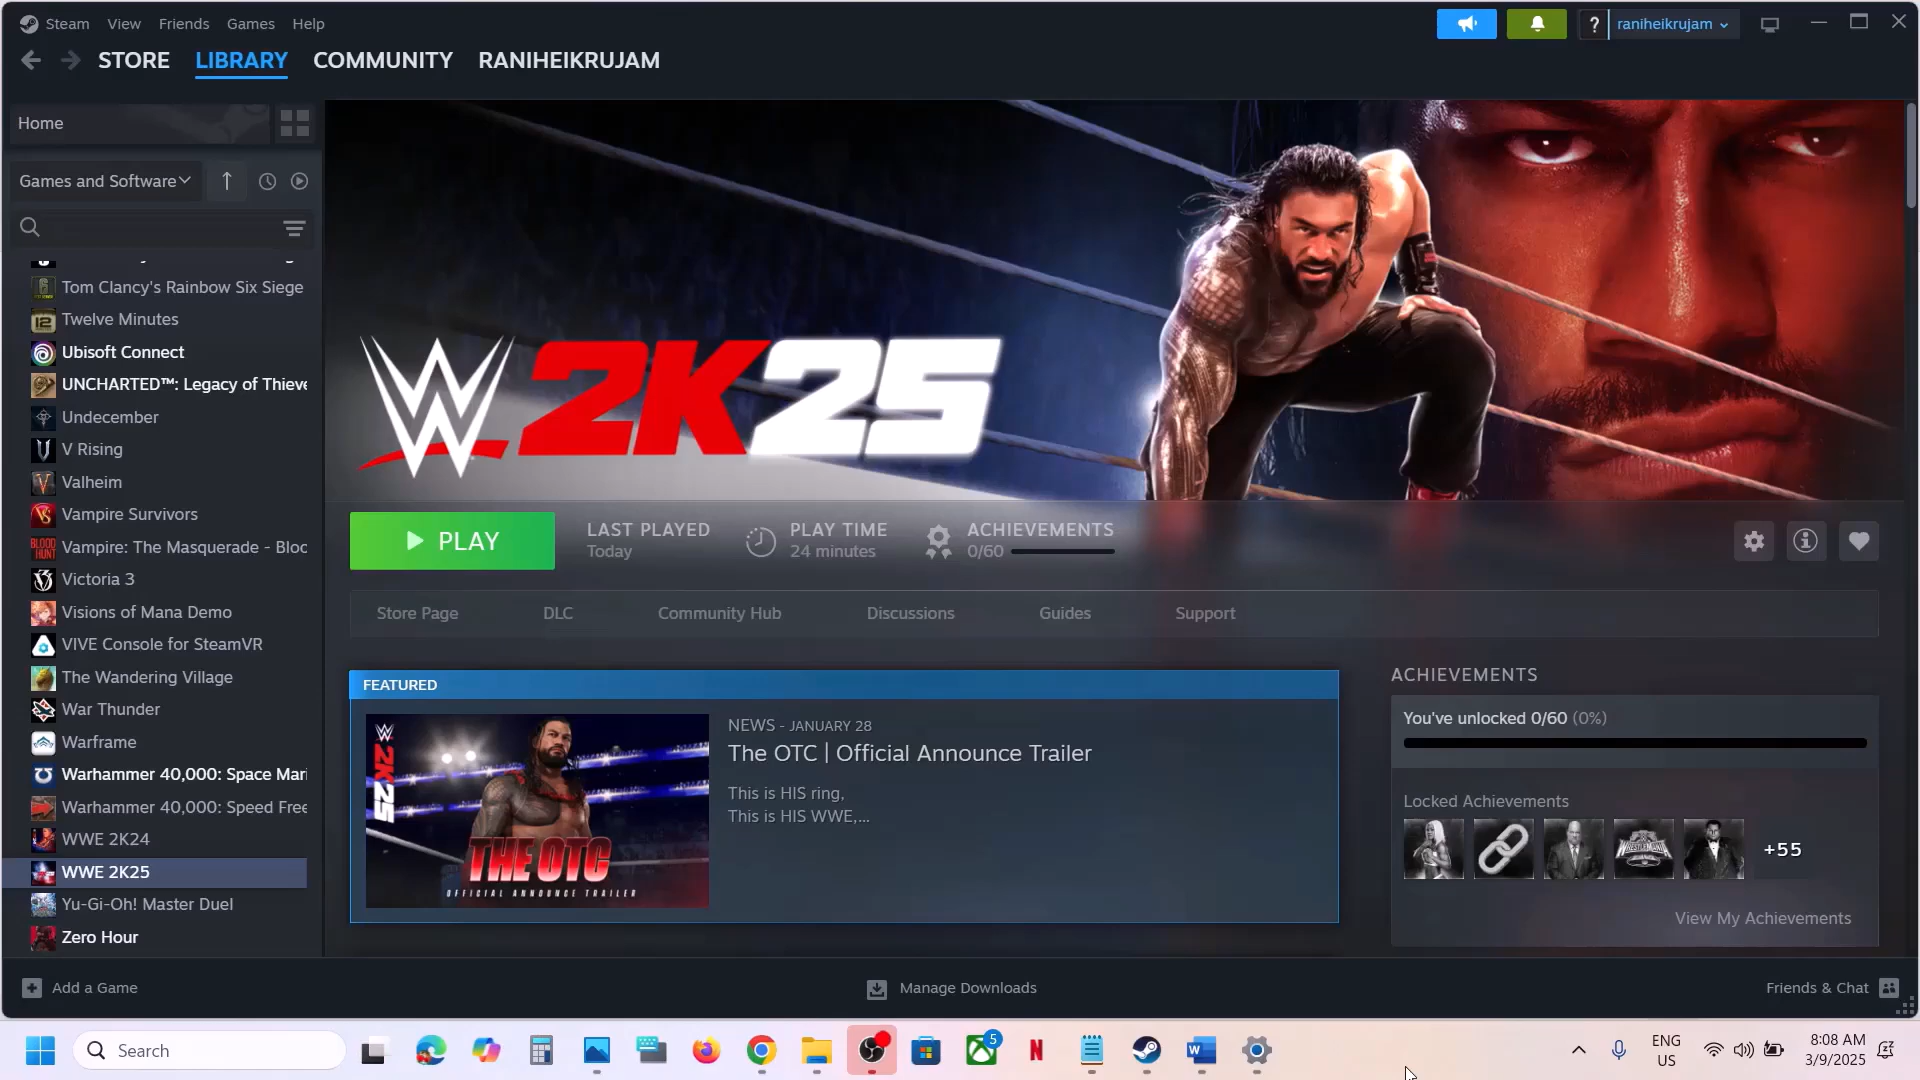 Steam View Friends Games Help
raniheikrujam
STORE LIBRARY COMMUNITY RANIHEIKRUJAM
Home
Games and Software
Tom Clancy's Rainbow Six Siege
Twelve Minutes
Ubisoft Connect
UNCHARTED™: Legacy of Thieve
Undecember
V Rising
Valheim
Vampire Survivors
Vampire: The Masquerade - Bloo
Victoria 3
Visions of Mana Demo
VIVE Console for SteamVR
The Wandering Village
War Thunder
Warframe
Warhammer 40,000: Space Mari
Warhammer 40,000: Speed Free
WWE 2K24
WWE 2K25
Yu-Gi-Oh! Master Duel
Zero Hour
W 2K25
PLAY
LAST PLAYED
Today
PLAY TIME
24 minutes
ACHIEVEMENTS
0/60
Store Page DLC Community Hub Discussions Guides Support
FEATURED
2K25
THE OTC
OFFICIAL ANNOUNCE TRAILER
NEWS - JANUARY 28
The OTC | Official Announce Trailer
This is HIS ring,
This is HIS WWE,...
ACHIEVEMENTS
You've unlocked 0/60 (0%)
Locked Achievements
+55
View My Achievements
Add a Game
Manage Downloads
Friends & Chat
Search
5
ENG
US
8:08 AM
3/9/2025